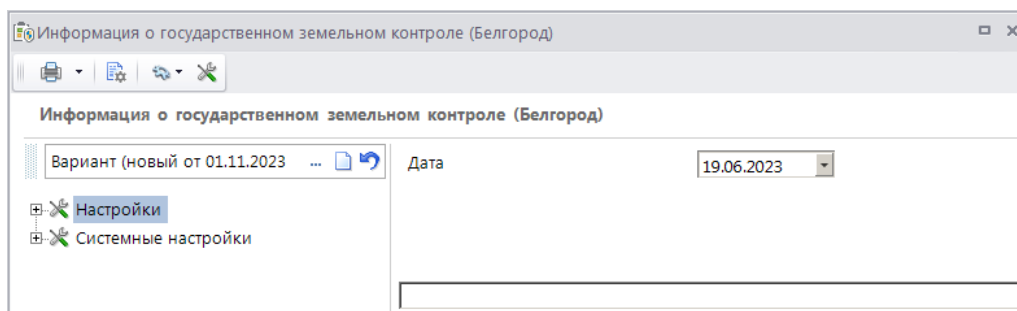 Информация о государственном земельном контроле (Белгород)
Информация о государственном земельном контроле (Белгород)
Вариант (новый от 01.11.2023 ...
Дата 19.06.2023
Настройки
Системные настройки